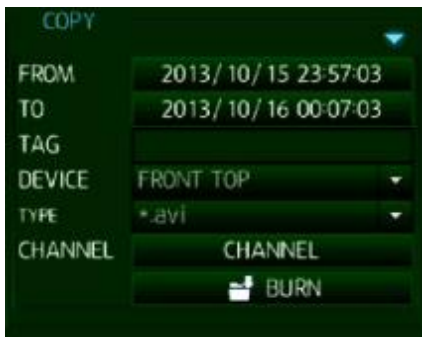 COPY
FROM 2013/10/15 23:57:03
TO 2013/10/16 00:07:03
TAG
DEVICE FRONT TOP
TYPE *.avi
CHANNEL CHANNEL
BURN